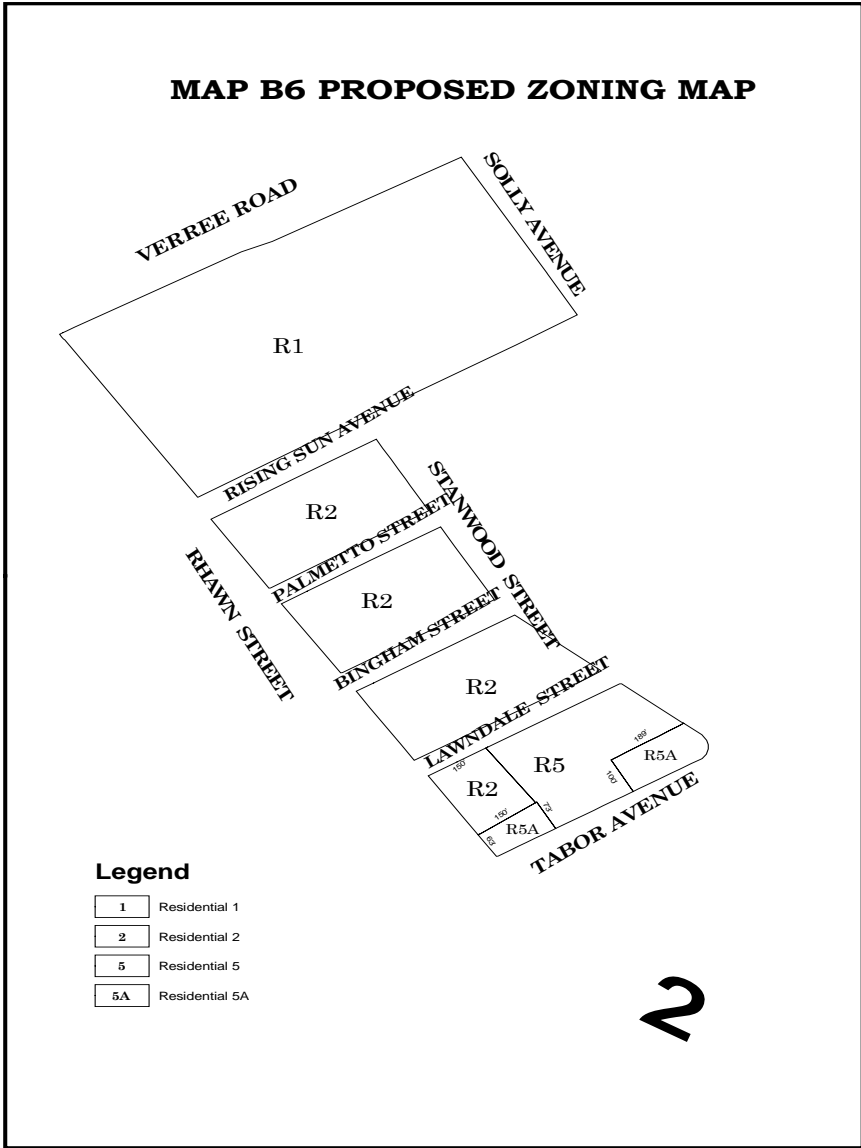 MAP B6 PROPOSED ZONING MAP
VERREE ROAD
SOLLY AVENUE
R1
RISING SUN AVENUE
R2
PALMETTO STREET
STANWOOD STREET
RHAWN STREET
R2
BINGHAM STREET
R2
LAWNDALE STREET
150'
R2
R5
189'
R5A
100'
150'
73'
R5A
63'
TABOR AVENUE
Legend
1 Residential 1
2 Residential 2
5 Residential 5
5A Residential 5A
2